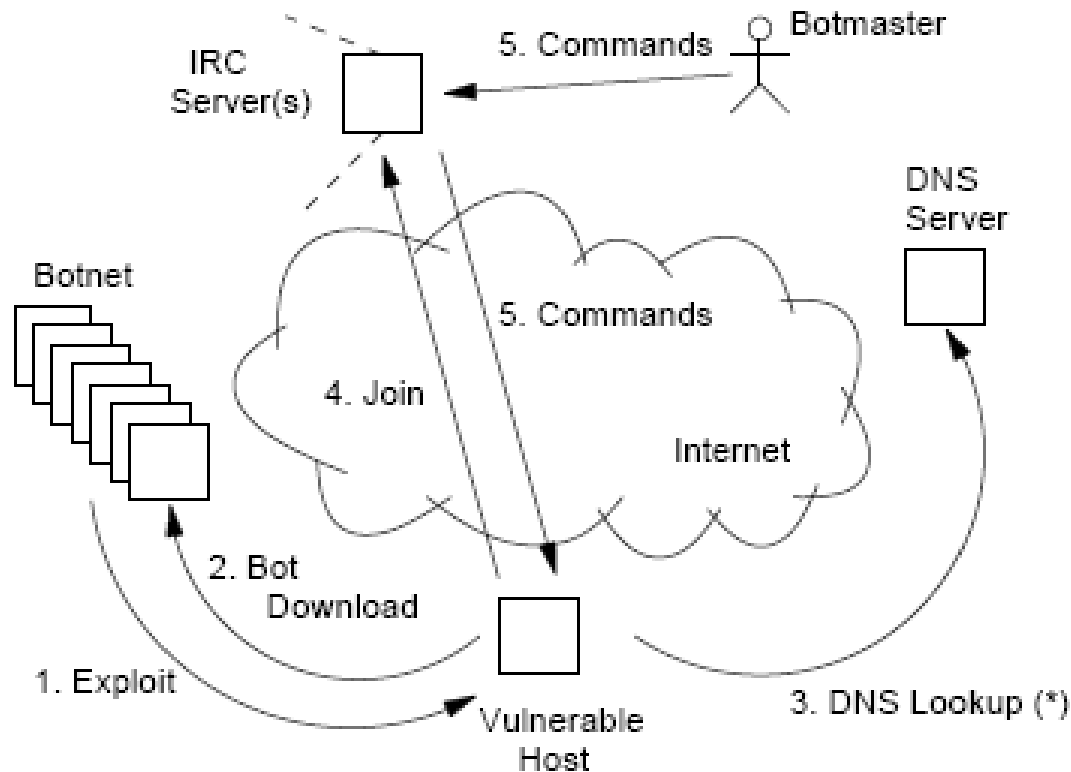 Botmaster
5. Commands
IRC
Server(s)
DNS
Server
Botnet
5. Commands
4. Join
Internet
2. Bot
Download
1. Exploit
3. DNS Lookup (*)
Vulnerable
Host